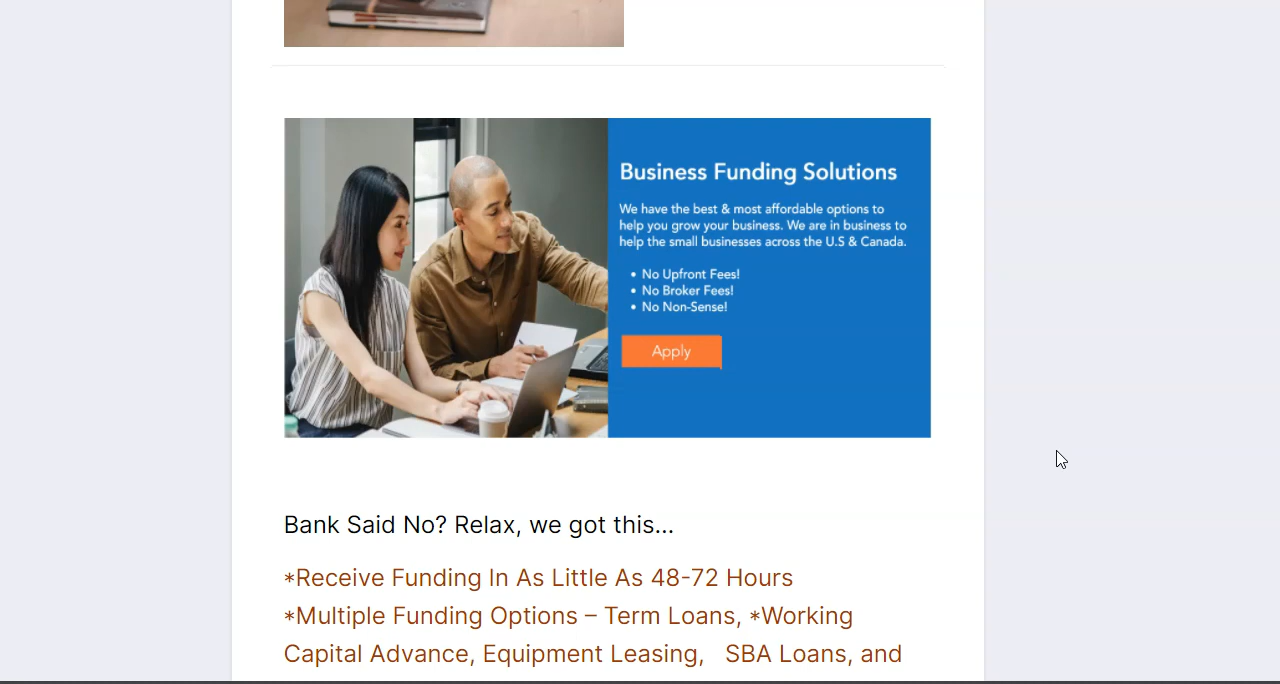 Business Funding Solutions
We have the best & most affordable options to
help you grow your business. We are in business to
help the small businesses across the U.S & Canada.
• No Upfront Fees!
• No Broker Fees!
• No Non-Sense!
Apply
Bank Said No? Relax, we got this...
*Receive Funding In As Little As 48-72 Hours
*Multiple Funding Options – Term Loans, *Working
Capital Advance, Equipment Leasing,   SBA Loans, and